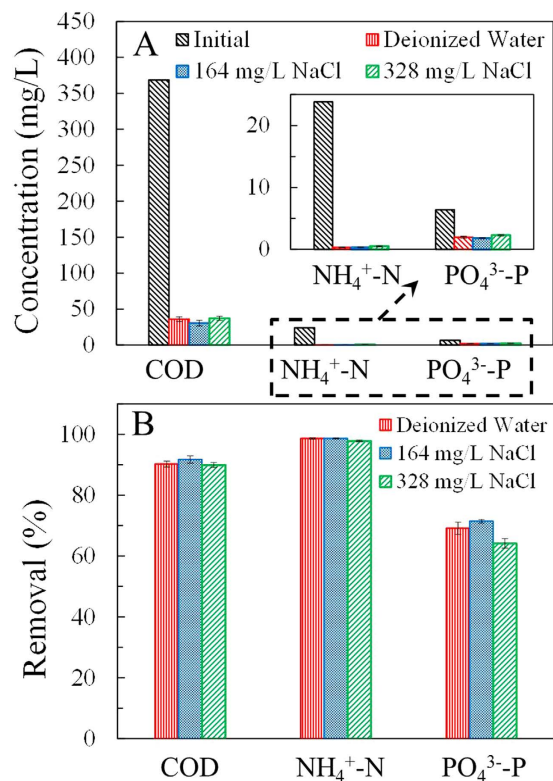 A
Initial
Deionized Water
164 mg/L NaCl
328 mg/L NaCl
Concentration (mg/L)
450
400
350
300
250
200
150
100
50
0
20
10
0
NH₄⁺-N
PO₄³⁻-P
COD
NH₄⁺-N
PO₄³⁻-P
B
Deionized Water
164 mg/L NaCl
328 mg/L NaCl
Removal (%)
100
80
60
40
20
0
COD
NH₄⁺-N
PO₄³⁻-P